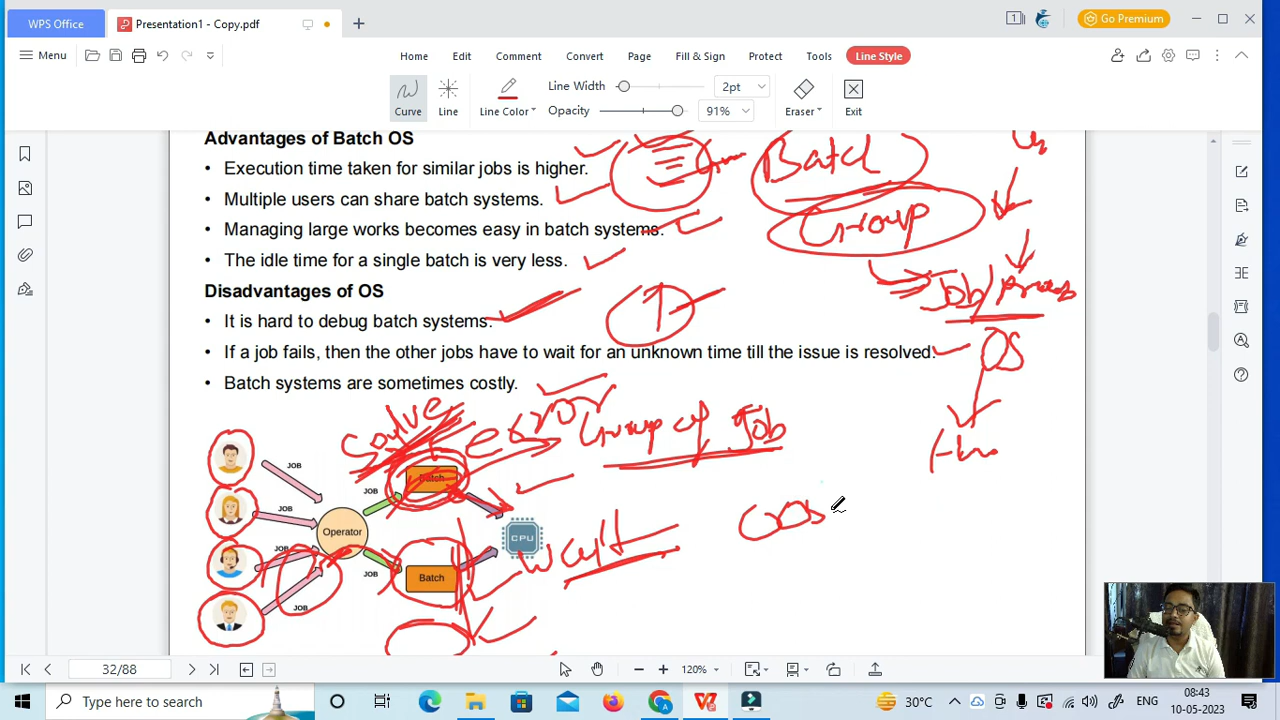 WPS Office
Presentation1 - Copy.pdf
1
Go Premium
Menu
Home
Edit
Comment
Convert
Page
Fill & Sign
Protect
Tools
Line Style
Curve
Line
Line Color
Line Width
2pt
Opacity
91%
Eraser
Exit
Advantages of Batch OS
• Execution time taken for similar jobs is higher.
• Multiple users can share batch systems.
• Managing large works becomes easy in batch systems.
• The idle time for a single batch is very less.
Disadvantages of OS
• It is hard to debug batch systems.
• If a job fails, then the other jobs have to wait for an unknown time till the issue is resolved.
• Batch systems are sometimes costly.
Batch
Group
Job/
OS
Solve
Group of Job
JOB
JOB
JOB
JOB
Operator
JOB
JOB
Batch
Batch
CPU
Wait
32/88
120%
Type here to search
30°C
ENG
08:43
10-05-2023